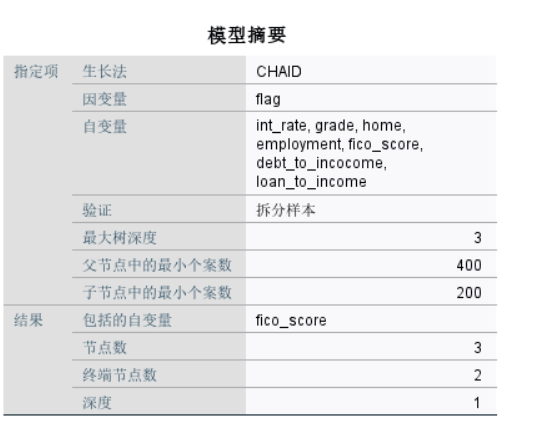 模型摘要
指定项 生长法 CHAID
因变量 flag
自变量 int_rate, grade, home,
employment, fico_score,
debt_to_incocome,
loan_to_income
验证 拆分样本
最大树深度 3
父节点中的最小个案数 400
子节点中的最小个案数 200
结果 包括的自变量 fico_score
节点数 3
终端节点数 2
深度 1